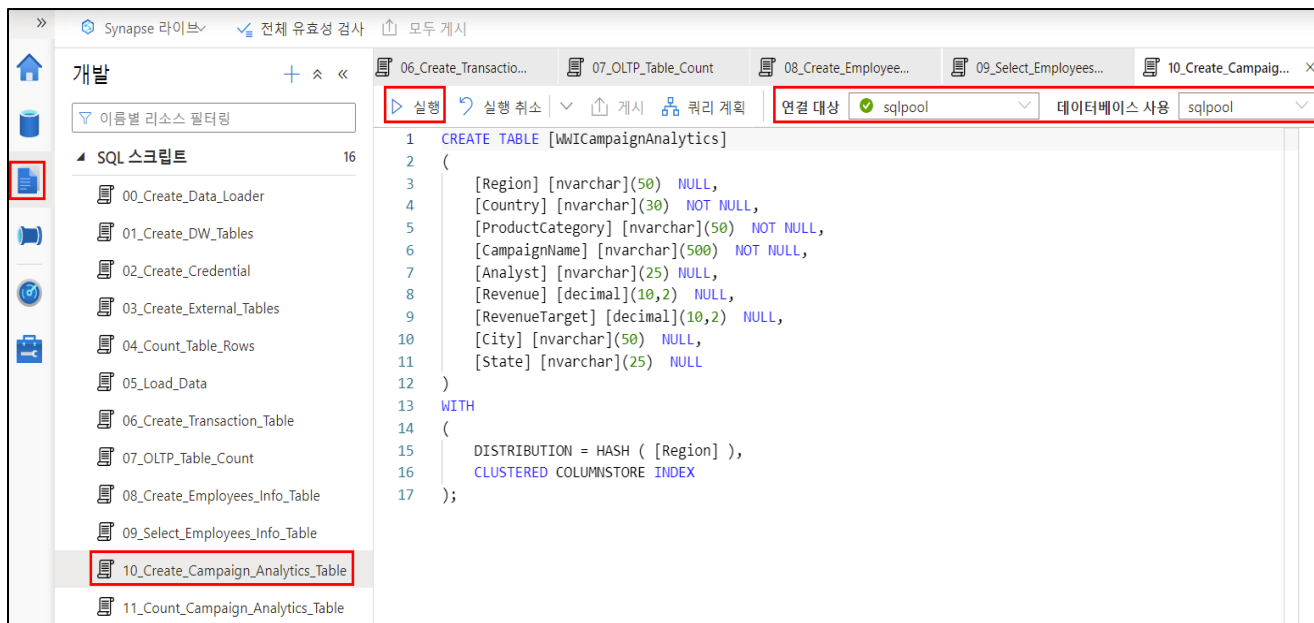 Synapse 라이브
전체 유효성 검사
모두 게시
개발
이름별 리소스 필터링
SQL 스크립트 16
00_Create_Data_Loader
01_Create_DW_Tables
02_Create_Credential
03_Create_External_Tables
04_Count_Table_Rows
05_Load_Data
06_Create_Transaction_Table
07_OLTP_Table_Count
08_Create_Employees_Info_Table
09_Select_Employees_Info_Table
10_Create_Campaign_Analytics_Table
11_Count_Campaign_Analytics_Table
06_Create_Transactio... 07_OLTP_Table_Count 08_Create_Employee... 09_Select_Employees... 10_Create_Campaig...
실행 실행 취소 게시 쿼리 계획 연결 대상 sqlpool 데이터베이스 사용 sqlpool
1 CREATE TABLE [WWICampaignAnalytics]
2 (
3 [Region] [nvarchar](50) NULL,
4 [Country] [nvarchar](30) NOT NULL,
5 [ProductCategory] [nvarchar](50) NOT NULL,
6 [CampaignName] [nvarchar](500) NOT NULL,
7 [Analyst] [nvarchar](25) NULL,
8 [Revenue] [decimal](10,2) NULL,
9 [RevenueTarget] [decimal](10,2) NULL,
10 [City] [nvarchar](50) NULL,
11 [State] [nvarchar](25) NULL
12 )
13 WITH
14 (
15 DISTRIBUTION = HASH ( [Region] ),
16 CLUSTERED COLUMNSTORE INDEX
17 );